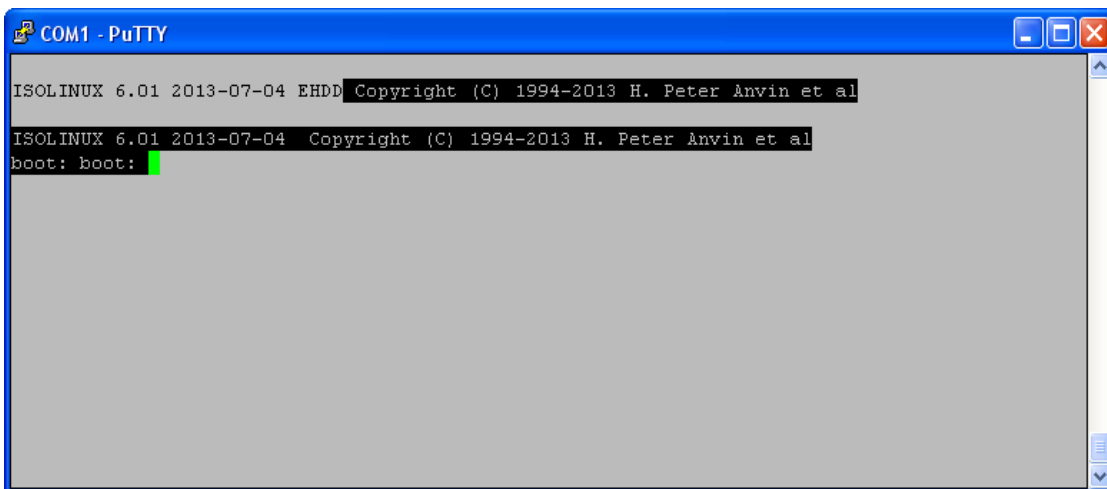 COM1 - PuTTY
ISOLINUX 6.01 2013-07-04 EHDD Copyright (C) 1994-2013 H. Peter Anvin et al
ISOLINUX 6.01 2013-07-04  Copyright (C) 1994-2013 H. Peter Anvin et al
boot: boot: